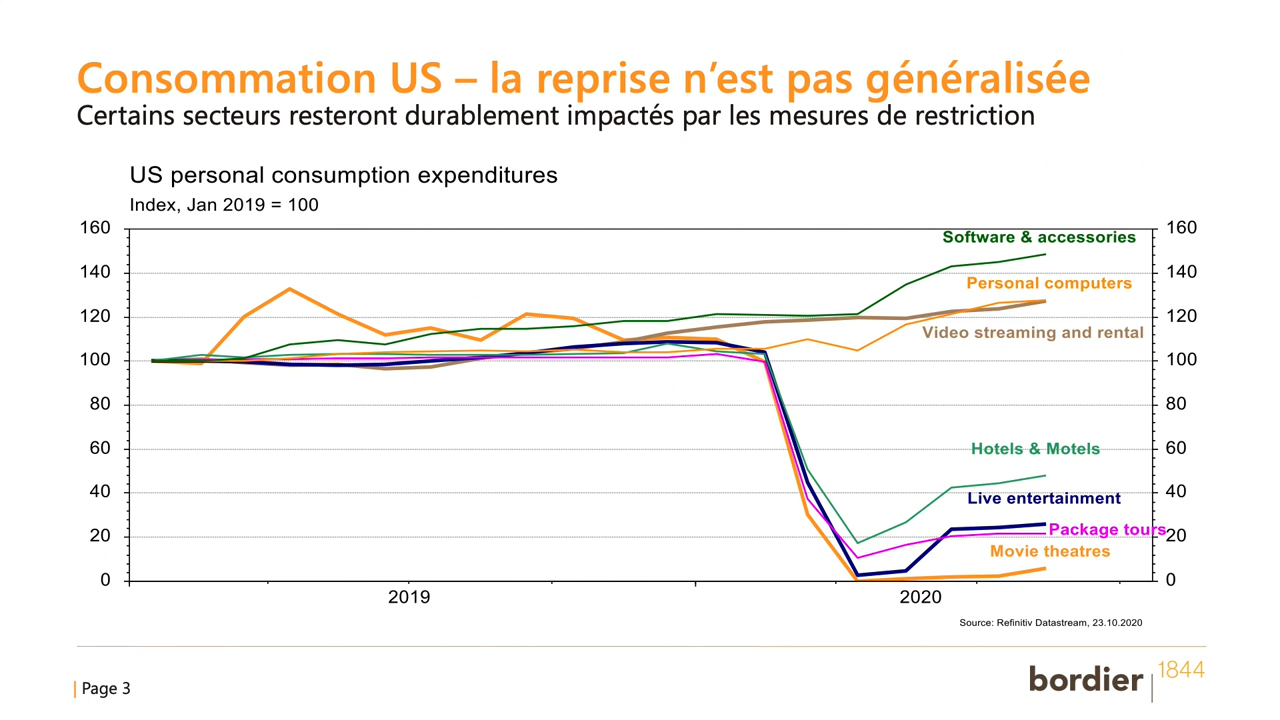 Consommation US – la reprise n'est pas généralisée
Certains secteurs resteront durablement impactés par les mesures de restriction
US personal consumption expenditures
Index, Jan 2019 = 100
160 160
Software & accessories
140 140
Personal computers
120 120
Video streaming and rental
100 100
80 80
60 60
Hotels & Motels
40 40
Live entertainment
20 20
Package tours
Movie theatres
0 0
2019 2020
Source: Refinitiv Datastream, 23.10.2020
Page 3
bordier 1844